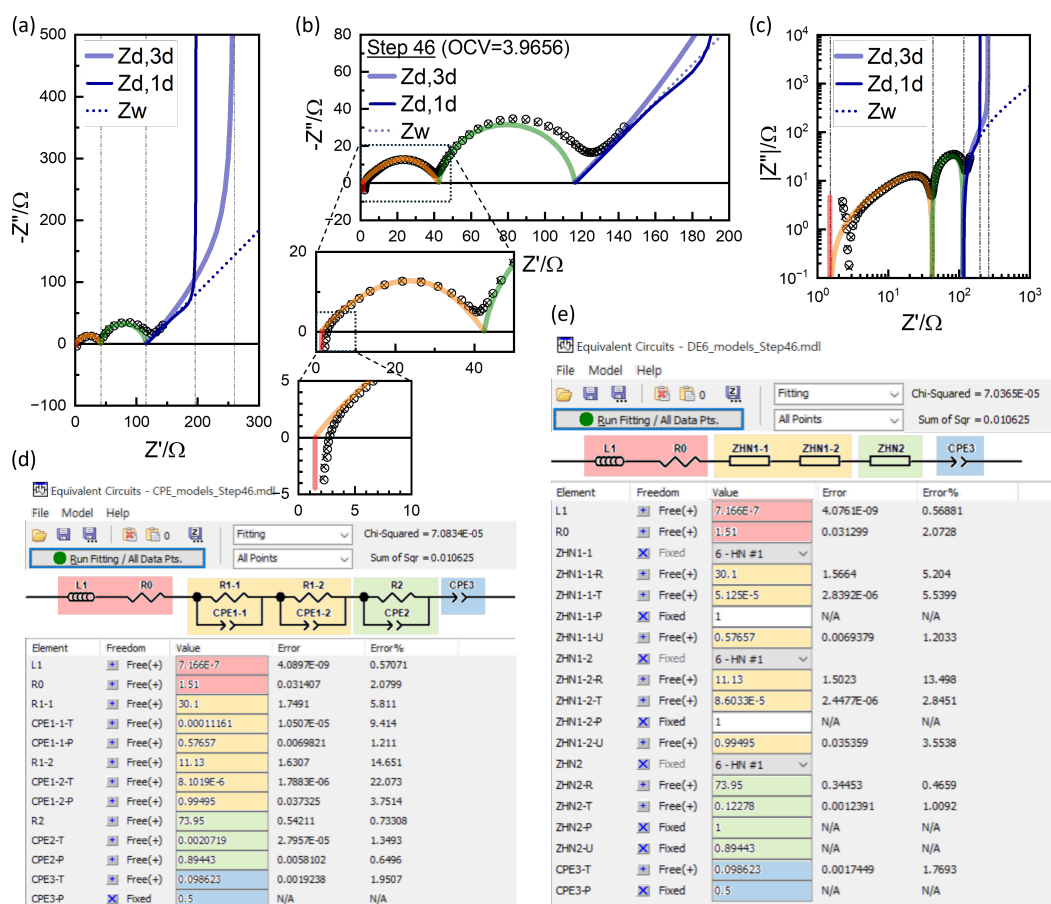 (a)
500
400
300
200
100
0
−100
-Z''/Ω
0 100 200 300
Z'/Ω
Zd,3d
Zd,1d
Zw
(b)
80
60
40
20
0
−20
-Z''/Ω
Step 46 (OCV=3.9656)
Zd,3d
Zd,1d
Zw
0 20 40 60 80 100 120 140 160 180 200
Z'/Ω
20
0
0 20 40
5
0
−5
0 5 10
(c)
10^4
10^3
10^2
10^1
10^0
10^-1
|Z''|/Ω
Zd,3d
Zd,1d
Zw
10^0 10^1 10^2 10^3
Z'/Ω
(d)
Equivalent Circuits - CPE_models_Step46.mdl
File Model Help
0 Fitting Chi-Squared = 7.0834E-05
Run Fitting / All Data Pts. All Points Sum of Sqr = 0.010625
L1 R0 R1-1 R1-2 R2 CPE3
CPE1-1 CPE1-2 CPE2
Element Freedom Value Error Error%
L1 Free(+) 7.166E-7 4.0897E-09 0.57071
R0 Free(+) 1.51 0.031407 2.0799
R1-1 Free(+) 30.1 1.7491 5.811
CPE1-1-T Free(+) 0.00011161 1.0507E-05 9.414
CPE1-1-P Free(+) 0.57657 0.0069821 1.211
R1-2 Free(+) 11.13 1.6307 14.651
CPE1-2-T Free(+) 8.1019E-6 1.7883E-06 22.073
CPE1-2-P Free(+) 0.99495 0.037325 3.7514
R2 Free(+) 73.95 0.54211 0.73308
CPE2-T Free(+) 0.0020719 2.7957E-05 1.3493
CPE2-P Free(+) 0.89443 0.0058102 0.6496
CPE3-T Free(+) 0.098623 0.0019238 1.9507
CPE3-P Fixed 0.5 N/A N/A
(e)
Equivalent Circuits - DE6_models_Step46.mdl
File Model Help
0 Fitting Chi-Squared = 7.0365E-05
Run Fitting / All Data Pts. All Points Sum of Sqr = 0.010625
L1 R0 ZHN1-1 ZHN1-2 ZHN2 CPE3
Element Freedom Value Error Error%
L1 Free(+) 7.166E-7 4.0761E-09 0.56881
R0 Free(+) 1.51 0.031299 2.0728
ZHN1-1 Fixed 6 - HN #1
ZHN1-1-R Free(+) 30.1 1.5664 5.204
ZHN1-1-T Free(+) 5.125E-5 2.8392E-06 5.5399
ZHN1-1-P Fixed 1 N/A N/A
ZHN1-1-U Free(+) 0.57657 0.0069379 1.2033
ZHN1-2 Fixed 6 - HN #1
ZHN1-2-R Free(+) 11.13 1.5023 13.498
ZHN1-2-T Free(+) 8.6033E-5 2.4477E-06 2.8451
ZHN1-2-P Fixed 1 N/A N/A
ZHN1-2-U Free(+) 0.99495 0.035359 3.5538
ZHN2 Fixed 6 - HN #1
ZHN2-R Free(+) 73.95 0.34453 0.4659
ZHN2-T Free(+) 0.12278 0.0012391 1.0092
ZHN2-P Fixed 1 N/A N/A
ZHN2-U Fixed 0.89443 N/A N/A
CPE3-T Free(+) 0.098623 0.0017449 1.7693
CPE3-P Fixed 0.5 N/A N/A